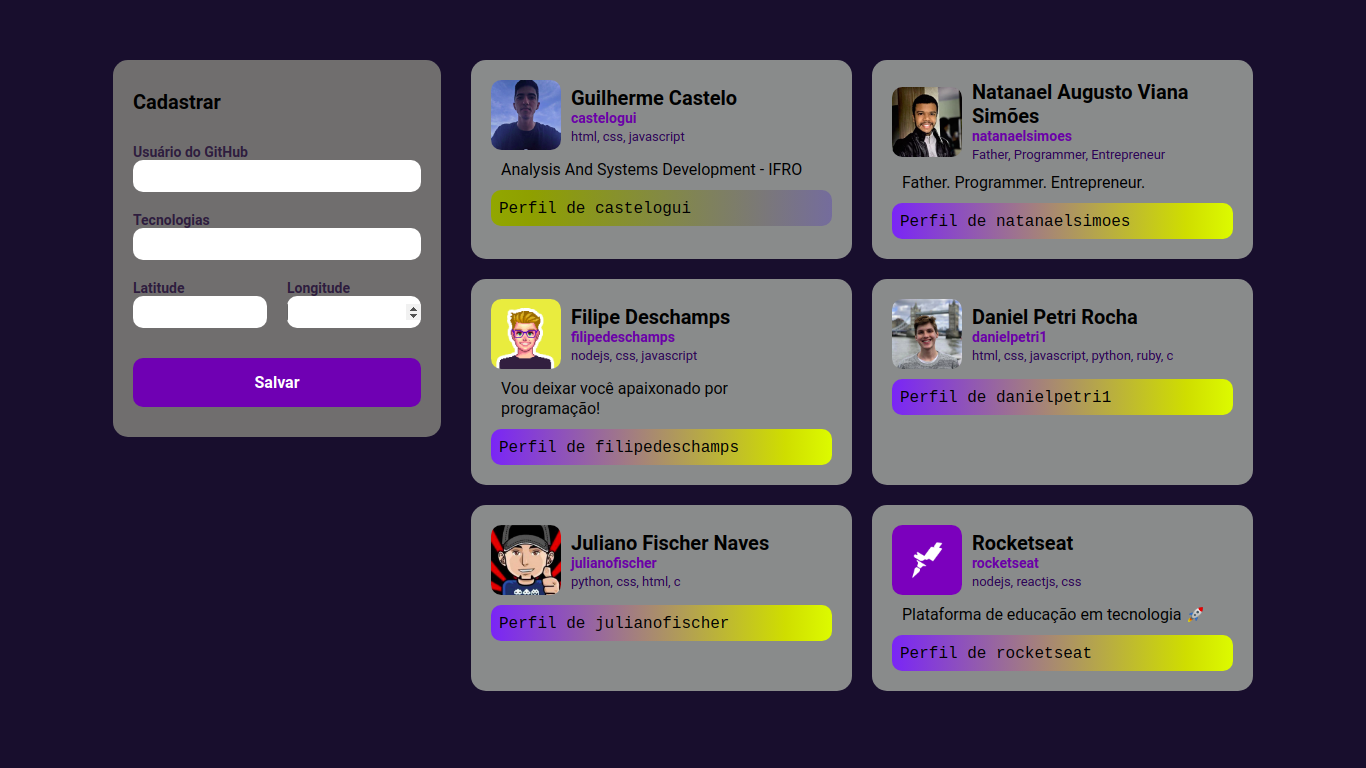 Cadastrar
Usuário do GitHub
Tecnologias
Latitude
Longitude
Salvar
Guilherme Castelo
castelogui
html, css, javascript
Analysis And Systems Development - IFRO
Perfil de castelogui
Natanael Augusto Viana
Simões
natanaelsimoes
Father, Programmer, Entrepreneur
Father. Programmer. Entrepreneur.
Perfil de natanaelsimoes
Filipe Deschamps
filipedeschamps
nodejs, css, javascript
Vou deixar você apaixonado por
programação!
Perfil de filipedeschamps
Daniel Petri Rocha
danielpetri1
html, css, javascript, python, ruby, c
Perfil de danielpetri1
Juliano Fischer Naves
julianofischer
python, css, html, c
Perfil de julianofischer
Rocketseat
rocketseat
nodejs, reactjs, css
Plataforma de educação em tecnologia 🚀
Perfil de rocketseat